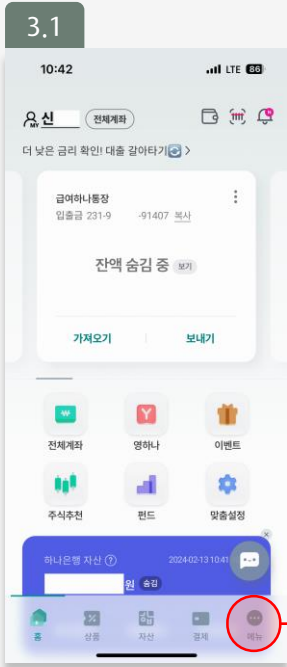 3.1
10:42 LTE 86
MY 신 전체계좌
더 낮은 금리 확인! 대출 갈아타기 >
급여하나통장
입출금 231-9 -91407 복사
잔액 숨김 중 보기
가져오기 보내기
전체계좌 영하나 이벤트
주식추천 펀드 맞춤설정
하나은행 자산 ? 2024-02-13 10:41
원 숨김
홈 상품 자산 결제 메뉴